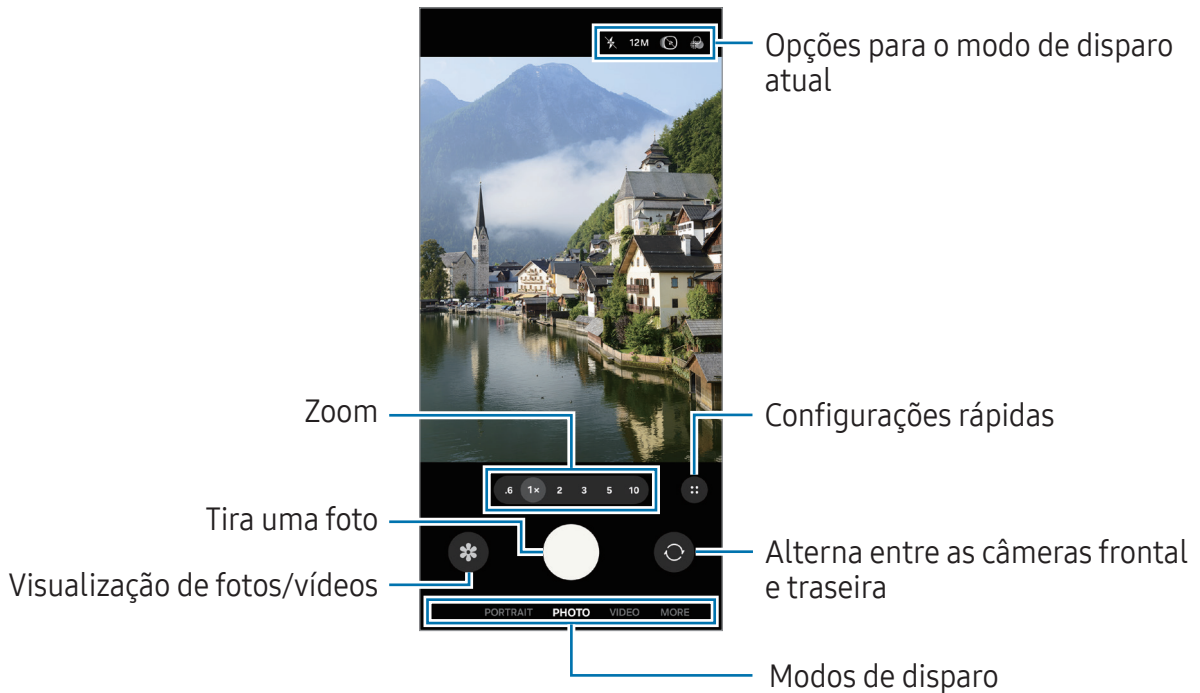 12M
Opções para o modo de disparo
atual
Zoom
Configurações rápidas
.6 1× 2 3 5 10
Tira uma foto
Alterna entre as câmeras frontal
e traseira
Visualização de fotos/vídeos
PORTRAIT PHOTO VIDEO MORE
Modos de disparo